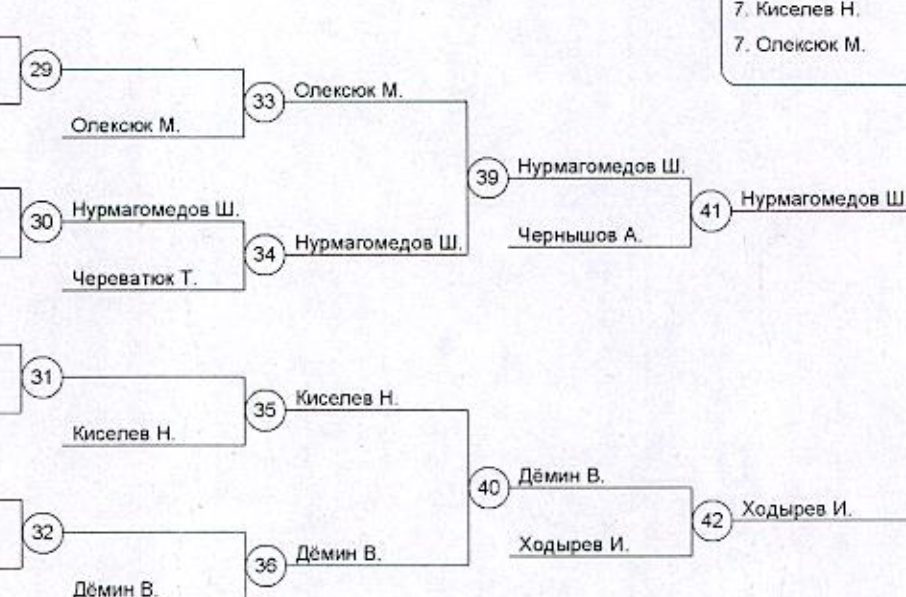 7. Киселев Н.
7. Олексюк М.
29
33
Олексюк М.
Олексюк М.
39
Нурмагомедов Ш.
30
Нурмагомедов Ш.
34
Нурмагомедов Ш.
Череватюк Т.
41
Нурмагомедов Ш
Чернышов А.
31
35
Киселев Н.
Киселев Н.
40
Дёмин В.
32
36
Дёмин В.
Дёмин В.
42
Ходырев И.
Ходырев И.